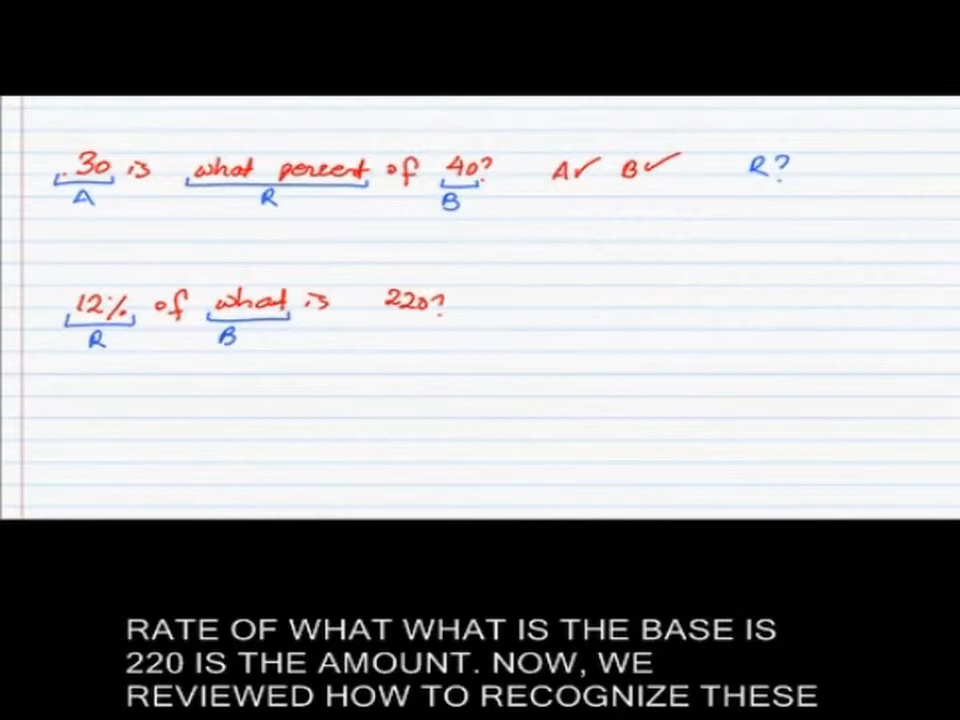 30 is what percent of 40? A✓ B✓ R?
A R B
12% of what is 220?
R B
RATE OF WHAT WHAT IS THE BASE IS
220 IS THE AMOUNT. NOW, WE
REVIEWED HOW TO RECOGNIZE THESE